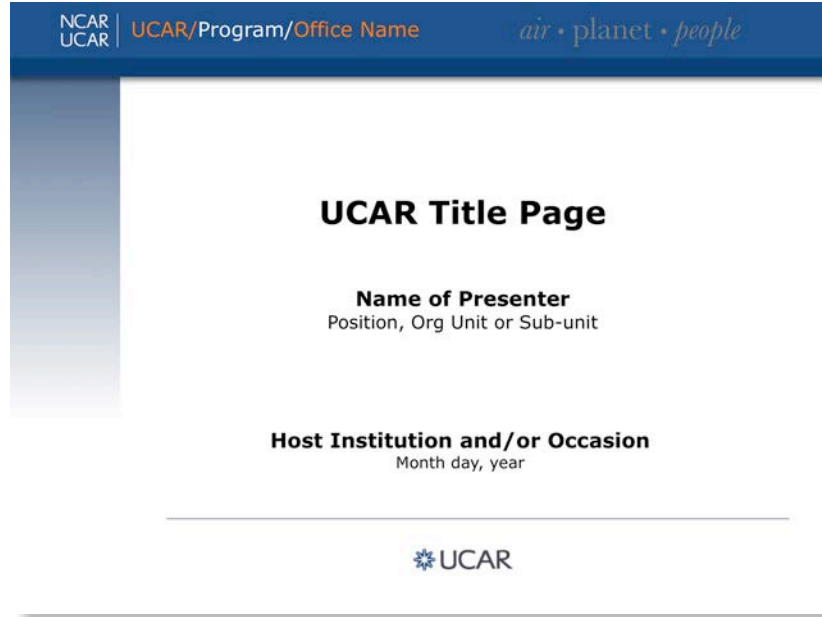 NCAR
UCAR
UCAR/Program/Office Name
air • planet • people
UCAR Title Page
Name of Presenter
Position, Org Unit or Sub-unit
Host Institution and/or Occasion
Month day, year
UCAR